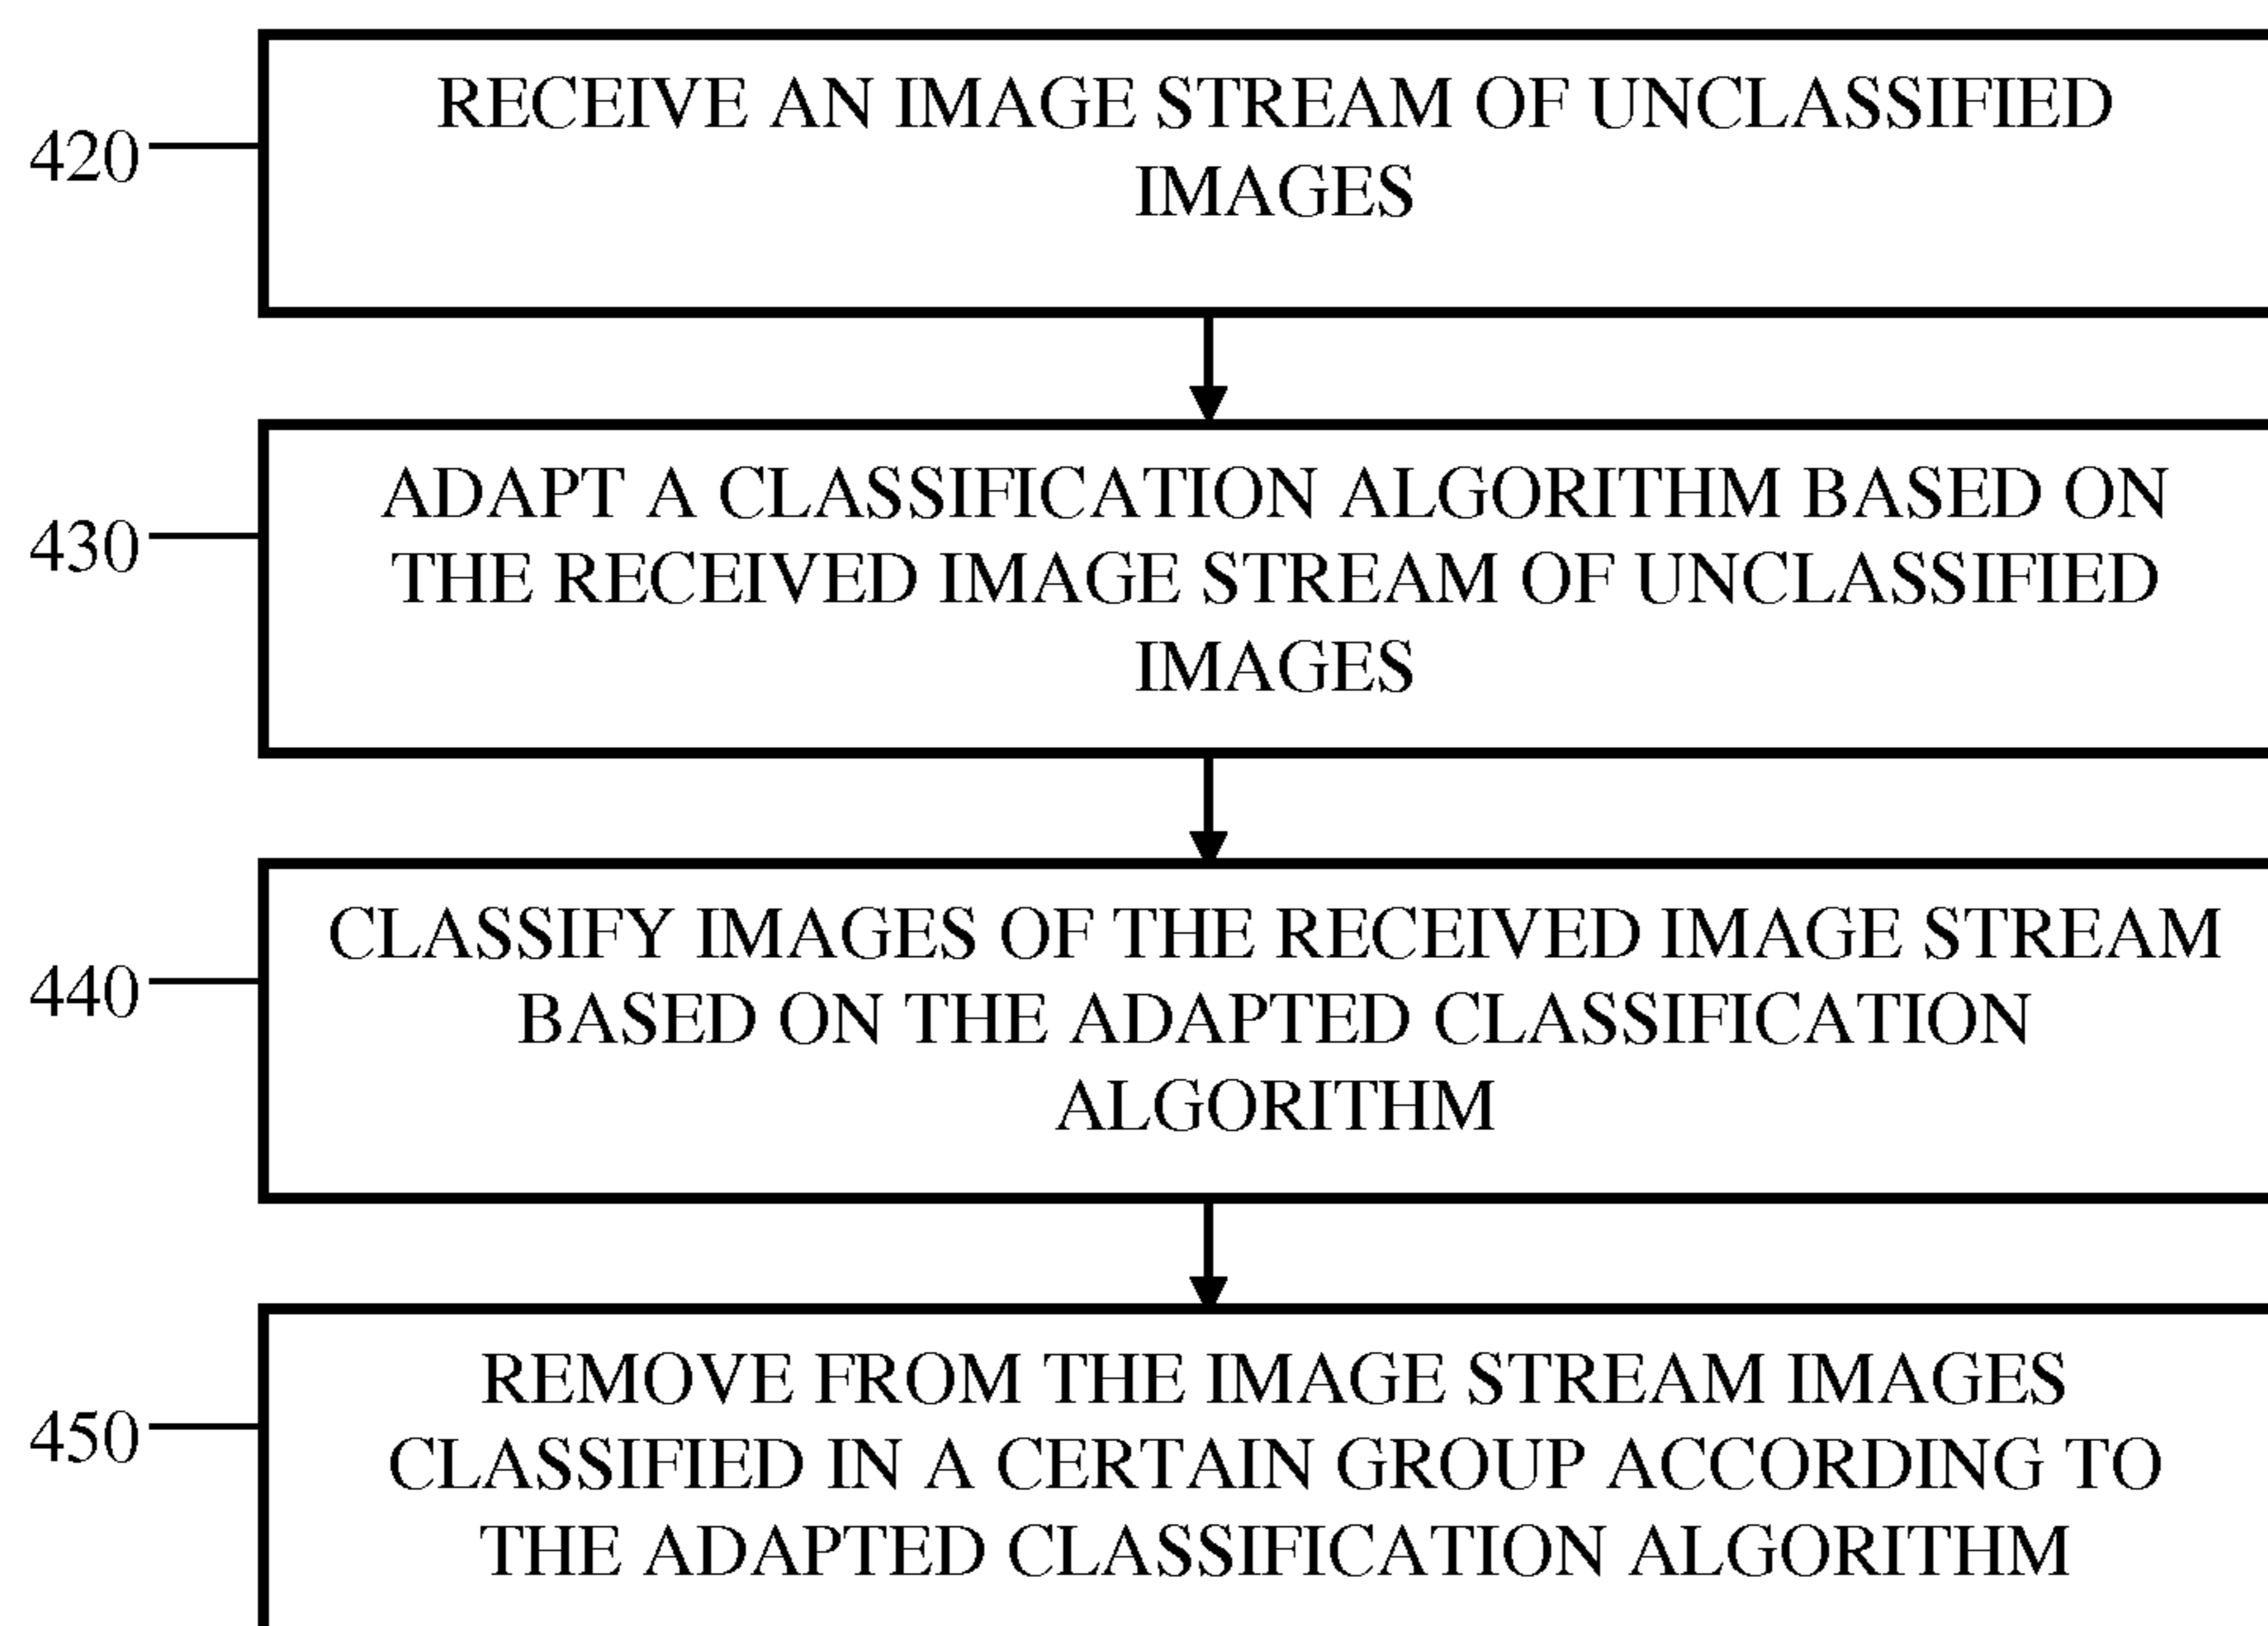 RECEIVE AN IMAGE STREAM OF UNCLASSIFIED
IMAGES
420
ADAPT A CLASSIFICATION ALGORITHM BASED ON
THE RECEIVED IMAGE STREAM OF UNCLASSIFIED
IMAGES
430
CLASSIFY IMAGES OF THE RECEIVED IMAGE STREAM
BASED ON THE ADAPTED CLASSIFICATION
ALGORITHM
440
REMOVE FROM THE IMAGE STREAM IMAGES
CLASSIFIED IN A CERTAIN GROUP ACCORDING TO
THE ADAPTED CLASSIFICATION ALGORITHM
450